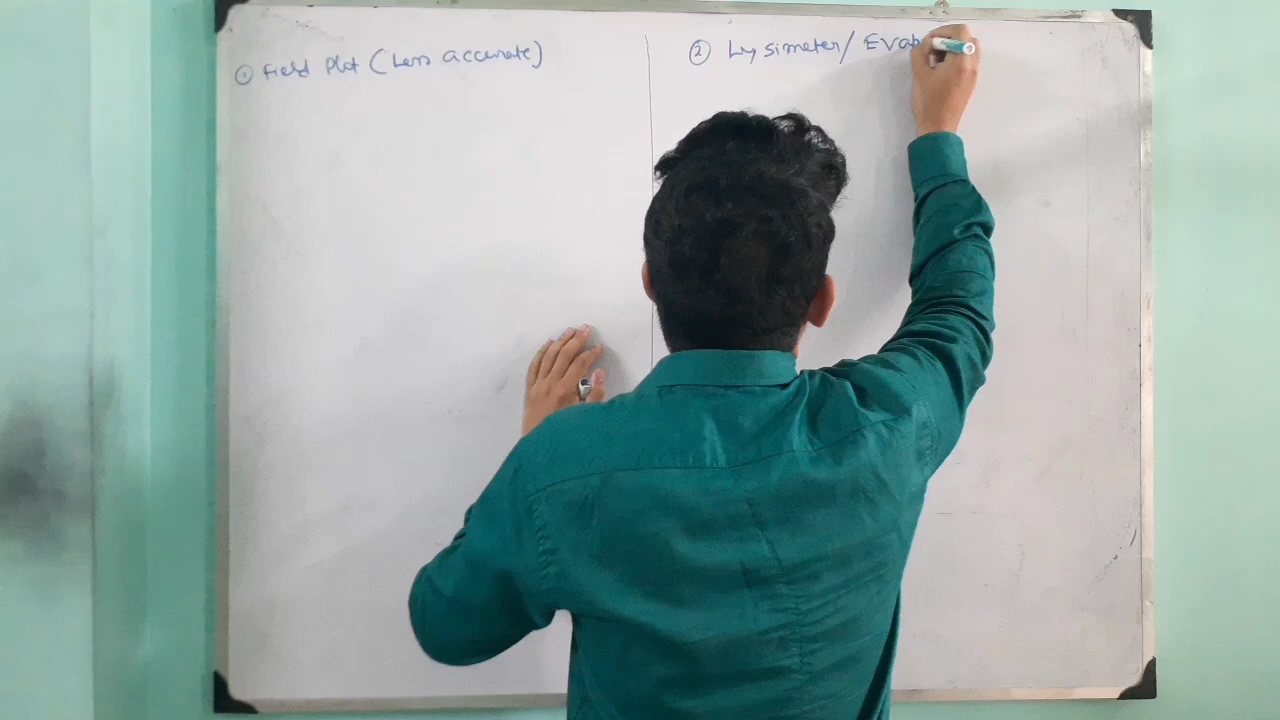 ① Field Plot (Less accurate)
② Lysimeter/ Evap